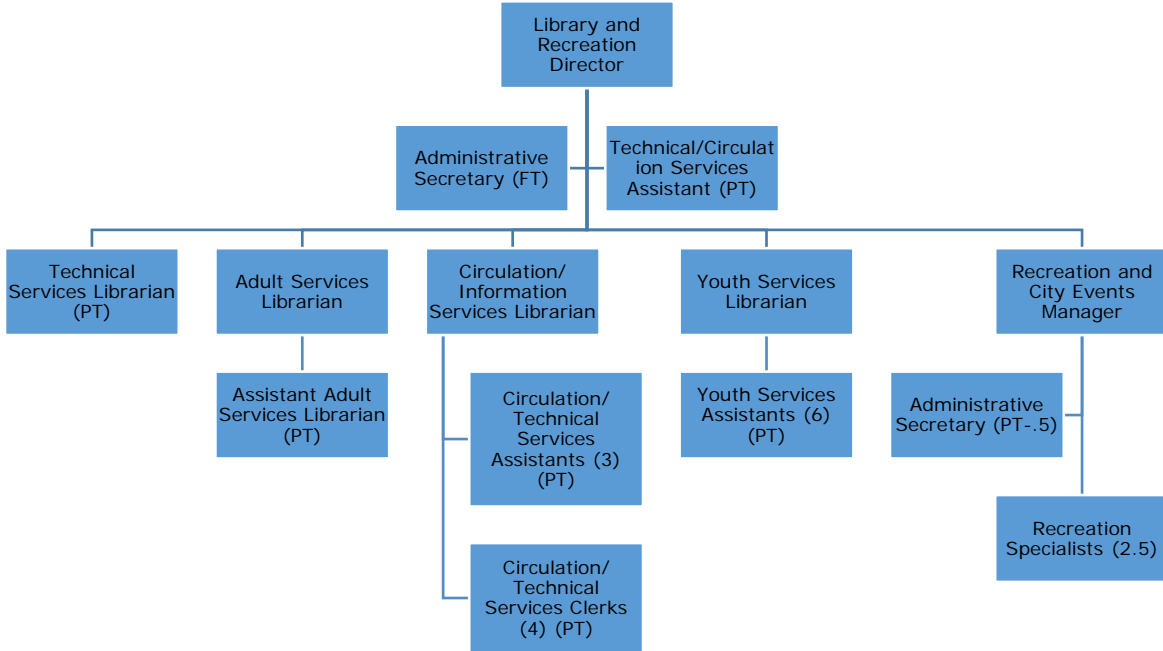 Library and
Recreation
Director
Administrative
Secretary (FT)
Technical/Circulat
ion Services
Assistant (PT)
Technical
Services Librarian
(PT)
Adult Services
Librarian
Circulation/
Information
Services Librarian
Youth Services
Librarian
Recreation and
City Events
Manager
Assistant Adult
Services Librarian
(PT)
Circulation/
Technical
Services
Assistants (3)
(PT)
Youth Services
Assistants (6)
(PT)
Administrative
Secretary (PT-.5)
Circulation/
Technical
Services Clerks
(4) (PT)
Recreation
Specialists (2.5)